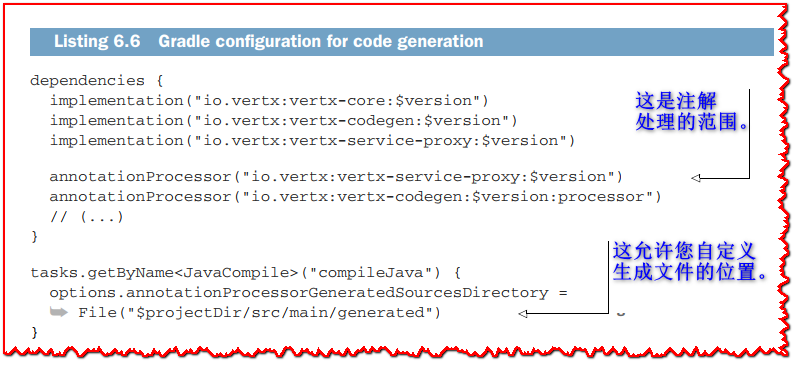 Listing 6.6 Gradle configuration for code generation
dependencies {
implementation("io.vertx:vertx-core:$version")
implementation("io.vertx:vertx-codegen:$version")
implementation("io.vertx:vertx-service-proxy:$version")
这是注解
处理的范围。
annotationProcessor("io.vertx:vertx-service-proxy:$version")
annotationProcessor("io.vertx:vertx-codegen:$version:processor")
// (...)
}
这允许您自定义
生成文件的位置。
tasks.getByName<JavaCompile>("compileJava") {
options.annotationProcessorGeneratedSourcesDirectory =
➥ File("$projectDir/src/main/generated")
}